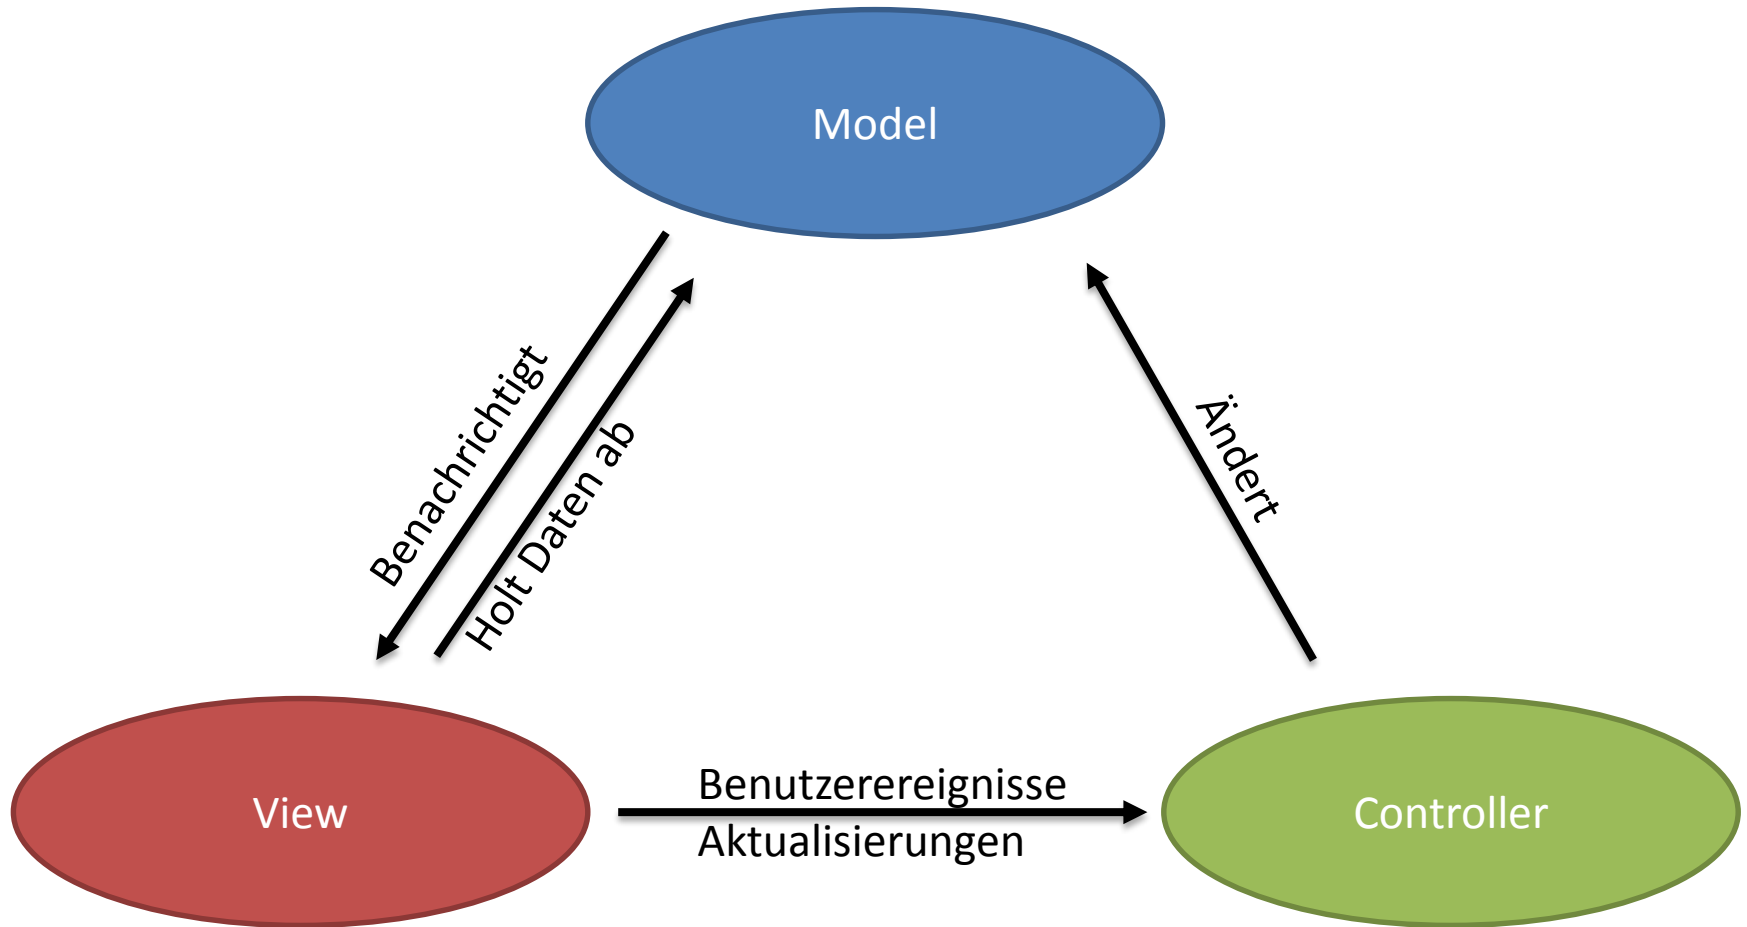 Model
Benachrichtigt
Holt Daten ab
Ändert
View
Benutzerereignisse
Aktualisierungen
Controller